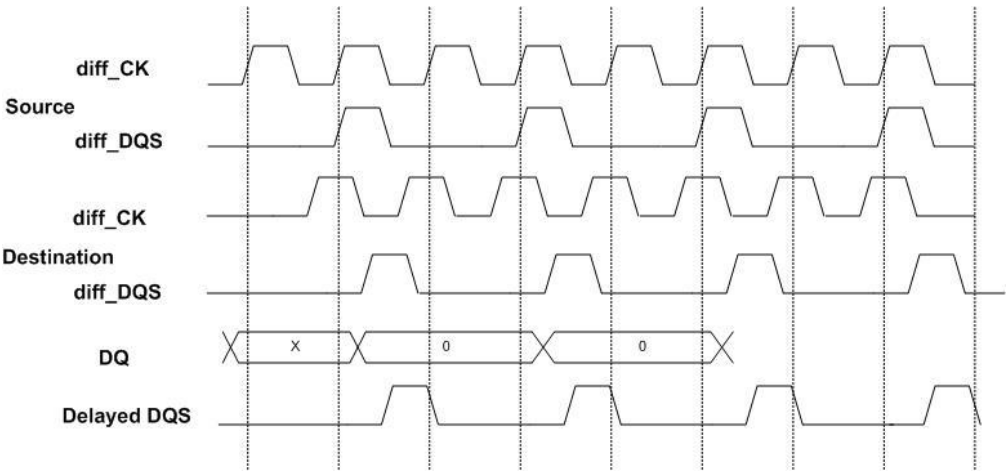 diff_CK
Source
diff_DQS
diff_CK
Destination
diff_DQS
DQ X 0 0
Delayed DQS